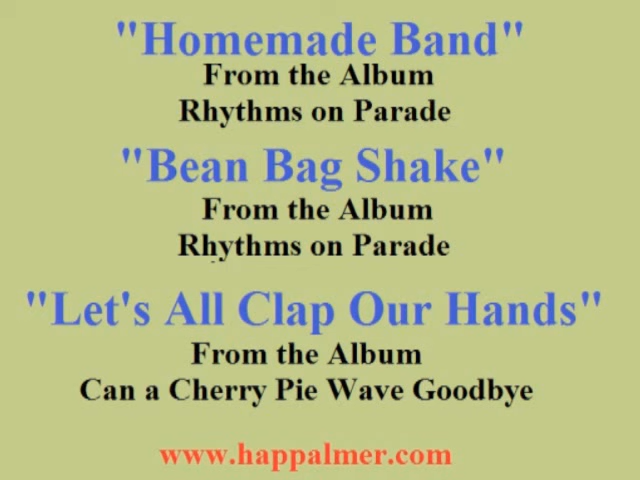 "Homemade Band"
From the Album
Rhythms on Parade
"Bean Bag Shake"
From the Album
Rhythms on Parade
"Let's All Clap Our Hands"
From the Album
Can a Cherry Pie Wave Goodbye
www.happalmer.com